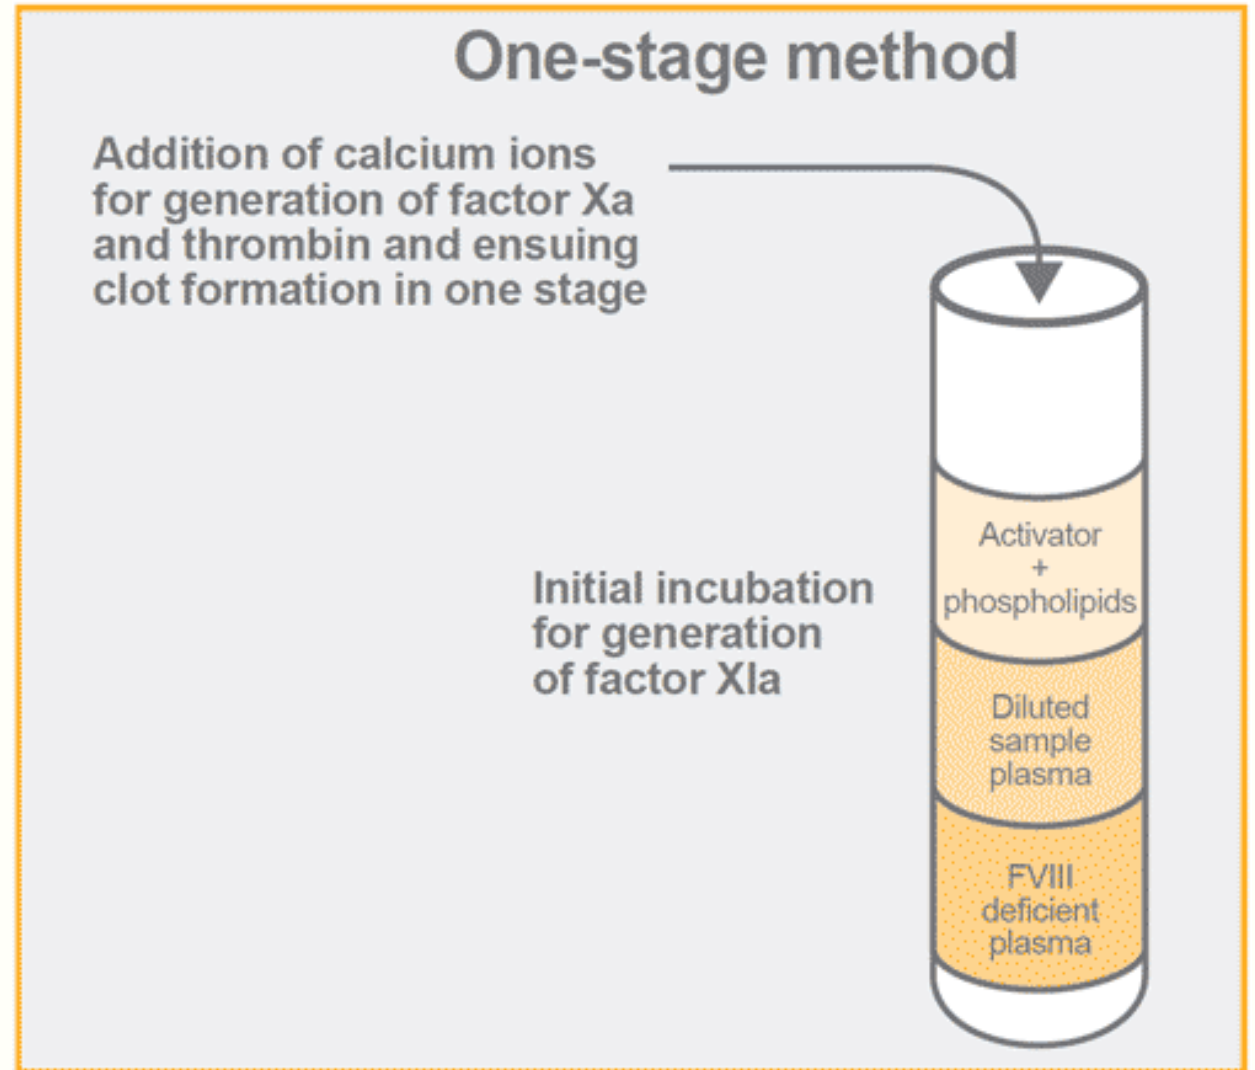 One-stage method
Addition of calcium ions
for generation of factor Xa
and thrombin and ensuing
clot formation in one stage
Activator
+
phospholipids
Initial incubation
for generation
of factor XIa
Diluted
sample
plasma
FVIII
deficient
plasma